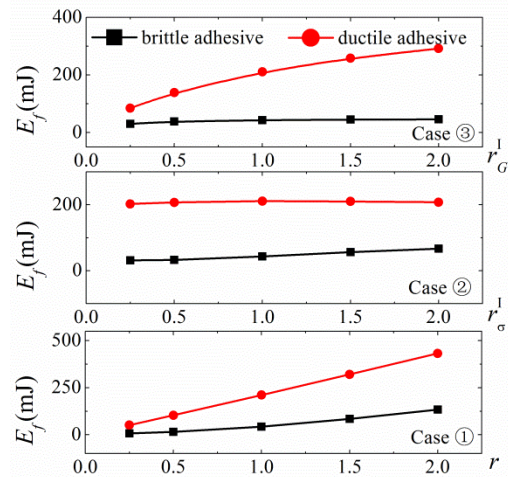 400
brittle adhesive
ductile adhesive
200
0
E_f(mJ)
Case ③
0.0 0.5 1.0 1.5 2.0 r_G^I
200
0
E_f(mJ)
Case ②
0.0 0.5 1.0 1.5 2.0 r_σ^I
500
250
0
E_f(mJ)
Case ①
0.0 0.5 1.0 1.5 2.0 r